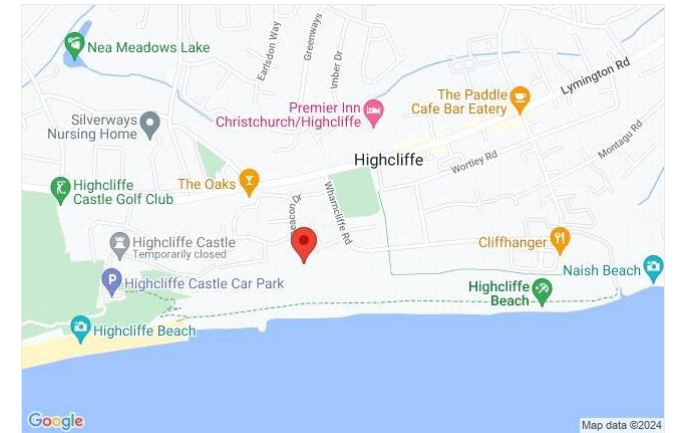 Nea Meadows Lake
Earlsdon Way
Greenways
Imber Dr
Silverways
Nursing Home
Premier Inn
Christchurch/Highcliffe
The Paddle
Cafe Bar Eatery
Lymington Rd
Montagu Rd
Highcliffe
Wortley Rd
The Oaks
Highcliffe
Castle Golf Club
Beacon Dr
Wharncliffe Rd
Highcliffe Castle
Temporarily closed
Cliffhanger
Naish Beach
Highcliffe Castle Car Park
Highcliffe
Beach
Highcliffe Beach
Google
Map data ©2024